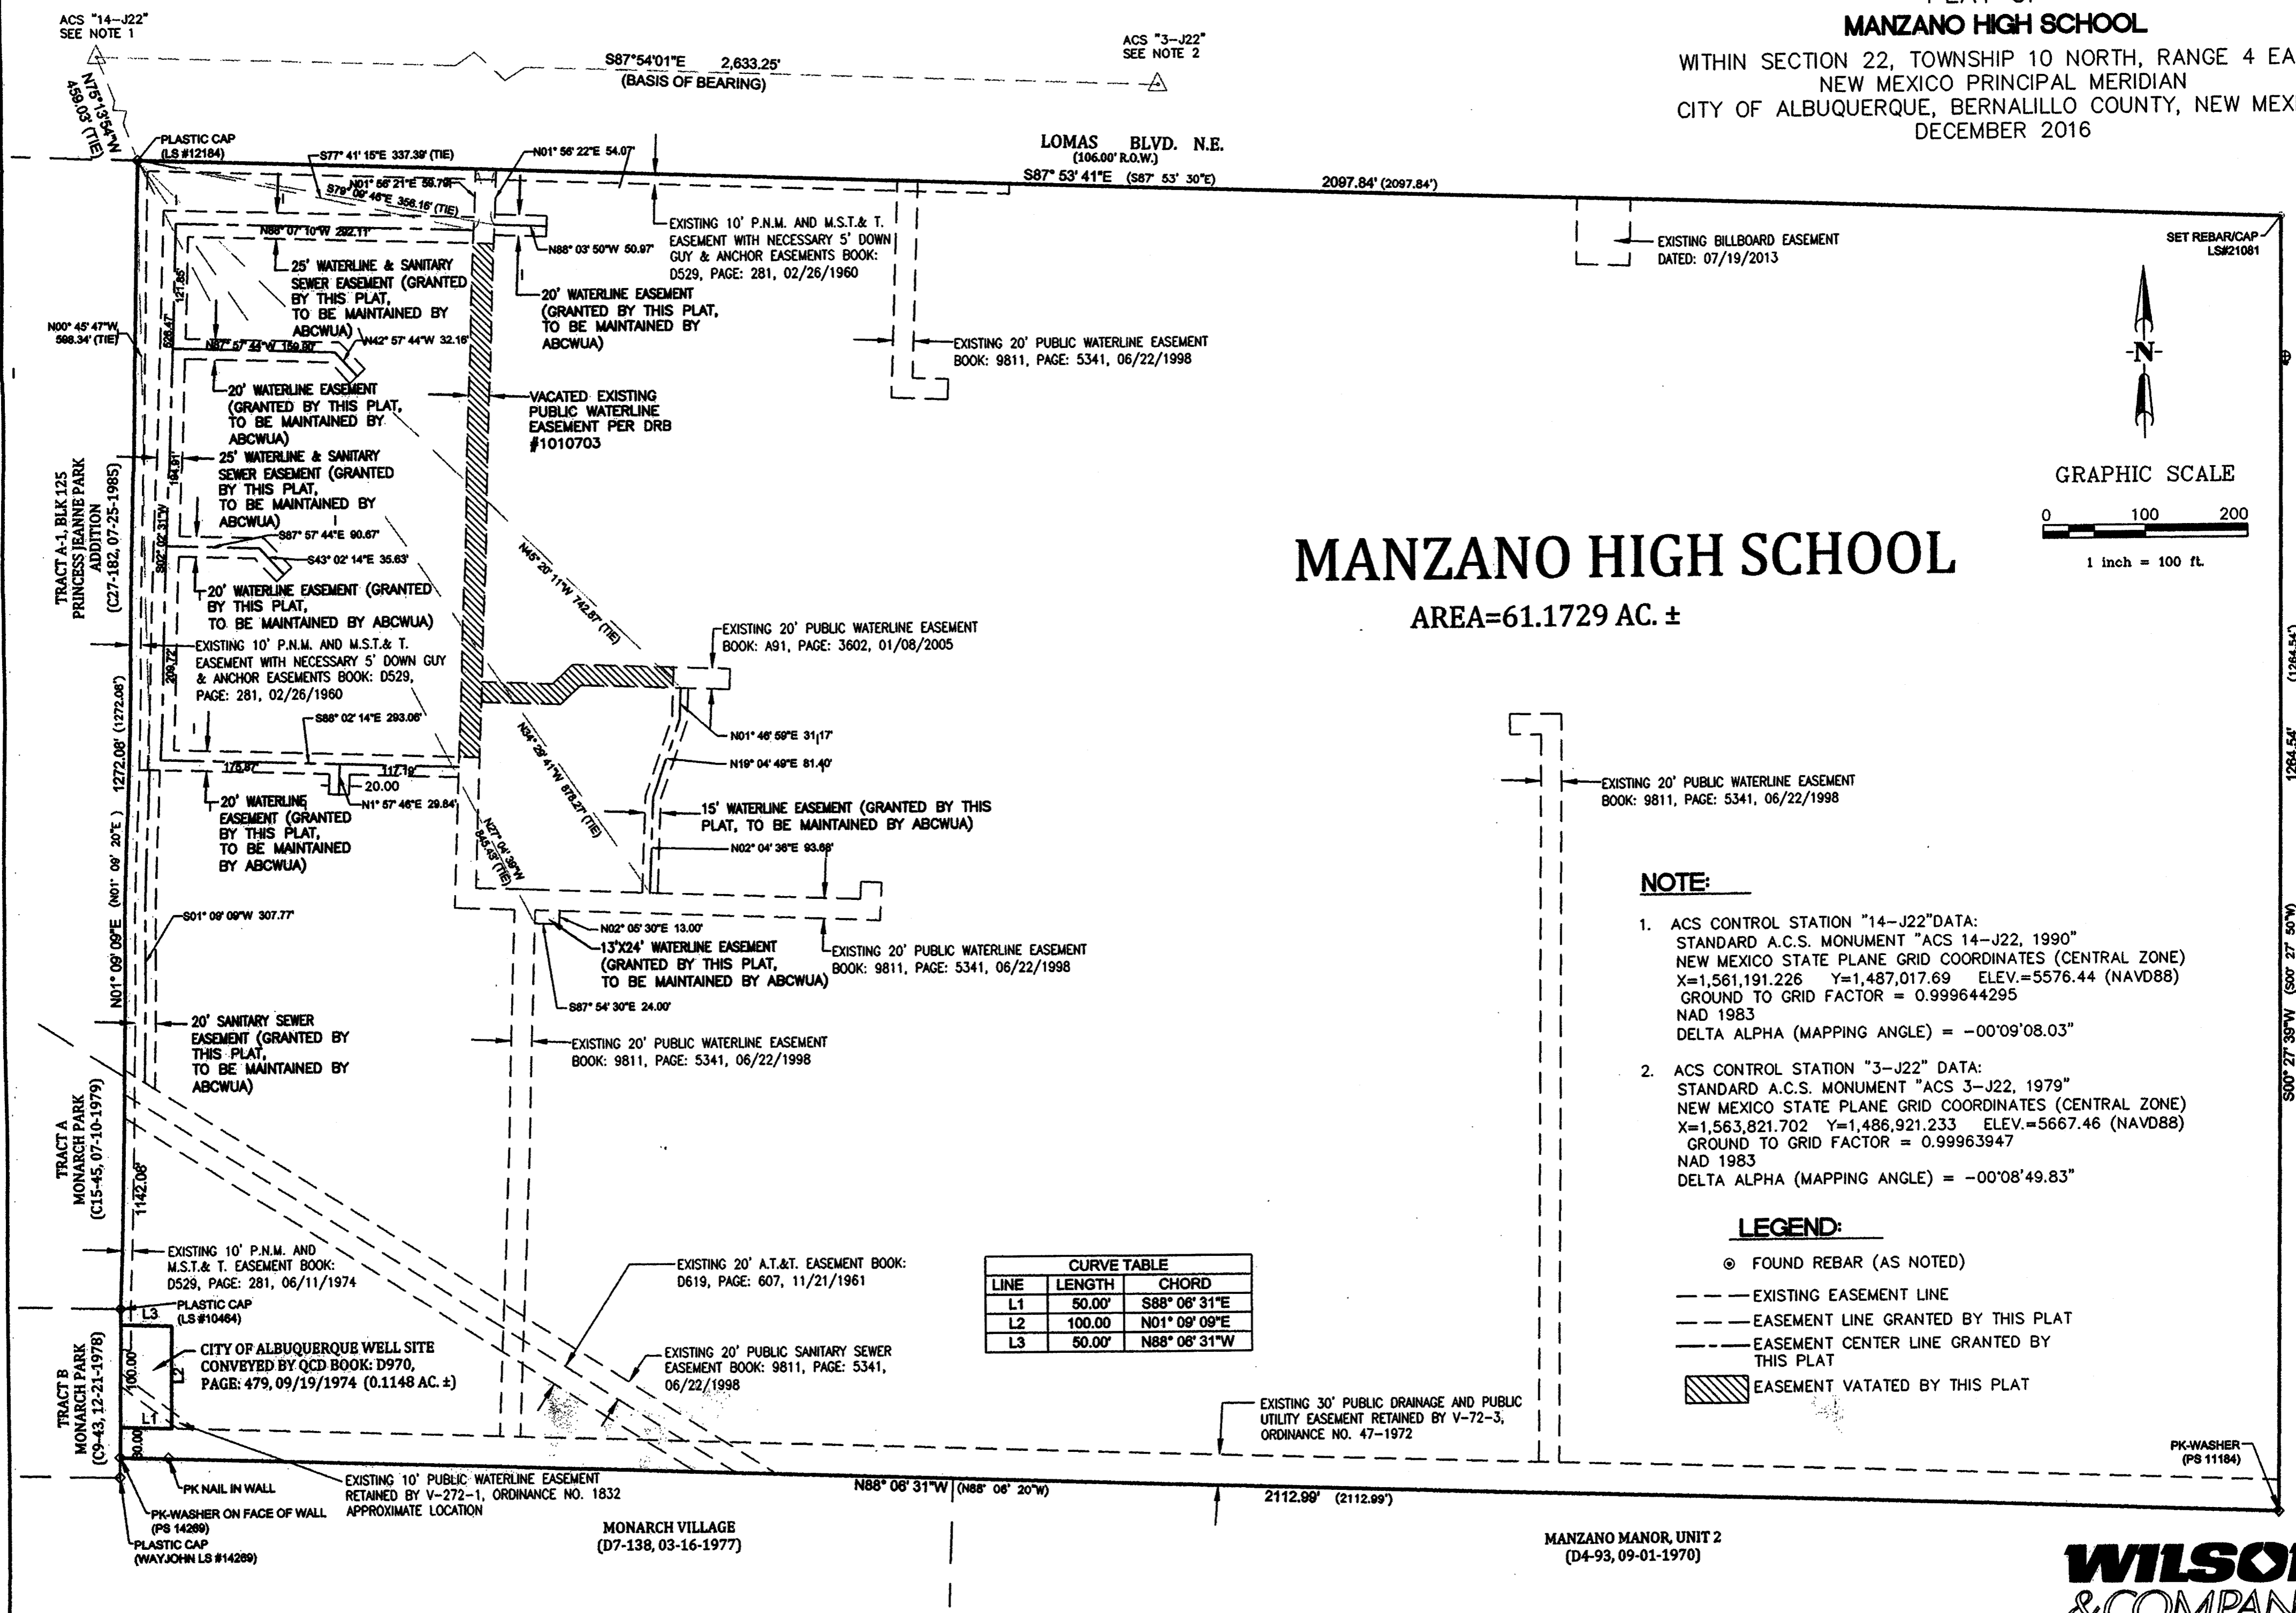 MANZANO HIGH SCHOOL
WITHIN SECTION 22, TOWNSHIP 10 NORTH, RANGE 4 EA
NEW MEXICO PRINCIPAL MERIDIAN
CITY OF ALBUQUERQUE, BERNALILLO COUNTY, NEW MEXI
DECEMBER 2016
ACS "14-J22"
SEE NOTE 1
S87°54'01"E 2,633.25'
(BASIS OF BEARING)
ACS "3-J22"
SEE NOTE 2
N75°13'54"W
459.03' (TIE)
PLASTIC CAP
(LS #12184)
S77° 41' 15"E 337.39' (TIE)
N01° 56' 22"E 54.07'
N01° 56' 21"E 59.79'
S79° 09' 46"E 356.16' (TIE)
LOMAS BLVD. N.E.
(106.00' R.O.W.)
S87° 53' 41"E (S87° 53' 30"E)
2097.84' (2097.84')
SET REBAR/CAP
LS#21081
N88° 07' 10"W 292.11'
N88° 03' 50"W 50.97'
EXISTING 10' P.N.M. AND M.S.T.& T.
EASEMENT WITH NECESSARY 5' DOWN
GUY & ANCHOR EASEMENTS BOOK:
D529, PAGE: 281, 02/26/1960
EXISTING BILLBOARD EASEMENT
DATED: 07/19/2013
25' WATERLINE & SANITARY
SEWER EASEMENT (GRANTED
BY THIS PLAT,
TO BE MAINTAINED BY
ABCWUA)
20' WATERLINE EASEMENT
(GRANTED BY THIS PLAT,
TO BE MAINTAINED BY
ABCWUA)
EXISTING 20' PUBLIC WATERLINE EASEMENT
BOOK: 9811, PAGE: 5341, 06/22/1998
N00° 45' 47"W
598.34' (TIE)
121.85'
526.47'
N87° 57' 44"W 159.80'
N42° 57' 44"W 32.16'
20' WATERLINE EASEMENT
(GRANTED BY THIS PLAT,
TO BE MAINTAINED BY
ABCWUA)
VACATED EXISTING
PUBLIC WATERLINE
EASEMENT PER DRB
#1010703
-N-
GRAPHIC SCALE
0 100 200
1 inch = 100 ft.
TRACT A-1, BLK 125
PRINCESS JEANNE PARK
ADDITION
(C27-182, 07-25-1985)
25' WATERLINE & SANITARY
SEWER EASEMENT (GRANTED
BY THIS PLAT,
TO BE MAINTAINED BY
ABCWUA)
194.91'
S02° 02' 31"W
S87° 57' 44"E 90.67'
S43° 02' 14"E 35.63'
20' WATERLINE EASEMENT (GRANTED
BY THIS PLAT,
TO BE MAINTAINED BY ABCWUA)
N45° 20' 11"W 742.87' (TIE)
MANZANO HIGH SCHOOL
AREA=61.1729 AC. ±
EXISTING 10' P.N.M. AND M.S.T.& T.
EASEMENT WITH NECESSARY 5' DOWN GUY
& ANCHOR EASEMENTS BOOK: D529,
PAGE: 281, 02/26/1960
209.72'
EXISTING 20' PUBLIC WATERLINE EASEMENT
BOOK: A91, PAGE: 3602, 01/08/2005
S88° 02' 14"E 293.06'
175.87'
117.19'
20.00
N1° 57' 46"E 29.84'
N34° 29' 41"W 878.27' (TIE)
N01° 46' 59"E 31.17'
N19° 04' 49"E 81.40'
20' WATERLINE
EASEMENT (GRANTED
BY THIS PLAT,
TO BE MAINTAINED
BY ABCWUA)
15' WATERLINE EASEMENT (GRANTED BY THIS
PLAT, TO BE MAINTAINED BY ABCWUA)
N27° 04' 39"W
845.43' (TIE)
N02° 04' 36"E 93.68'
EXISTING 20' PUBLIC WATERLINE EASEMENT
BOOK: 9811, PAGE: 5341, 06/22/1998
N01° 09' 09"E (N01° 09' 20"E) 1272.08' (1272.08')
S01° 09' 09"W 307.77'
N02° 05' 30"E 13.00'
13'X24' WATERLINE EASEMENT
(GRANTED BY THIS PLAT,
TO BE MAINTAINED BY ABCWUA)
S87° 54' 30"E 24.00'
EXISTING 20' PUBLIC WATERLINE EASEMENT
BOOK: 9811, PAGE: 5341, 06/22/1998
20' SANITARY SEWER
EASEMENT (GRANTED BY
THIS PLAT,
TO BE MAINTAINED BY
ABCWUA)
EXISTING 20' PUBLIC WATERLINE EASEMENT
BOOK: 9811, PAGE: 5341, 06/22/1998
NOTE:
1. ACS CONTROL STATION "14-J22"DATA:
STANDARD A.C.S. MONUMENT "ACS 14-J22, 1990"
NEW MEXICO STATE PLANE GRID COORDINATES (CENTRAL ZONE)
X=1,561,191.226 Y=1,487,017.69 ELEV.=5576.44 (NAVD88)
GROUND TO GRID FACTOR = 0.999644295
NAD 1983
DELTA ALPHA (MAPPING ANGLE) = -00°09'08.03"
2. ACS CONTROL STATION "3-J22" DATA:
STANDARD A.C.S. MONUMENT "ACS 3-J22, 1979"
NEW MEXICO STATE PLANE GRID COORDINATES (CENTRAL ZONE)
X=1,563,821.702 Y=1,486,921.233 ELEV.=5667.46 (NAVD88)
GROUND TO GRID FACTOR = 0.99963947
NAD 1983
DELTA ALPHA (MAPPING ANGLE) = -00°08'49.83"
S00° 27' 39"W (S00° 27' 50"W)
1264.54' (1264.54')
LEGEND:
FOUND REBAR (AS NOTED)
EXISTING EASEMENT LINE
EASEMENT LINE GRANTED BY THIS PLAT
EASEMENT CENTER LINE GRANTED BY
THIS PLAT
EASEMENT VATATED BY THIS PLAT
TRACT A
MONARCH PARK
(C15-45, 07-10-1979)
1142.08'
EXISTING 10' P.N.M. AND
M.S.T.& T. EASEMENT BOOK:
D529, PAGE: 281, 06/11/1974
PLASTIC CAP
(LS #10464)
L3
CITY OF ALBUQUERQUE WELL SITE
CONVEYED BY QCD BOOK: D970,
PAGE: 479, 09/19/1974 (0.1148 AC. ±)
100.00'
L2
L1
TRACT B
MONARCH PARK
(C9-43, 12-21-1978)
EXISTING 20' A.T.&T. EASEMENT BOOK:
D619, PAGE: 607, 11/21/1961
EXISTING 20' PUBLIC SANITARY SEWER
EASEMENT BOOK: 9811, PAGE: 5341,
06/22/1998
CURVE TABLE
LINE LENGTH CHORD
L1 50.00' S88° 06' 31"E
L2 100.00 N01° 09' 09"E
L3 50.00' N88° 06' 31"W
EXISTING 30' PUBLIC DRAINAGE AND PUBLIC
UTILITY EASEMENT RETAINED BY V-72-3,
ORDINANCE NO. 47-1972
PK-WASHER
(PS 11184)
PK NAIL IN WALL
EXISTING 10' PUBLIC WATERLINE EASEMENT
RETAINED BY V-272-1, ORDINANCE NO. 1832
APPROXIMATE LOCATION
PK-WASHER ON FACE OF WALL
(PS 14269)
PLASTIC CAP
(WAYJOHN LS #14269)
N88° 06' 31"W (N88° 06' 20"W)
2112.99' (2112.99')
MONARCH VILLAGE
(D7-138, 03-16-1977)
MANZANO MANOR, UNIT 2
(D4-93, 09-01-1970)
WILSON
&COMPAN